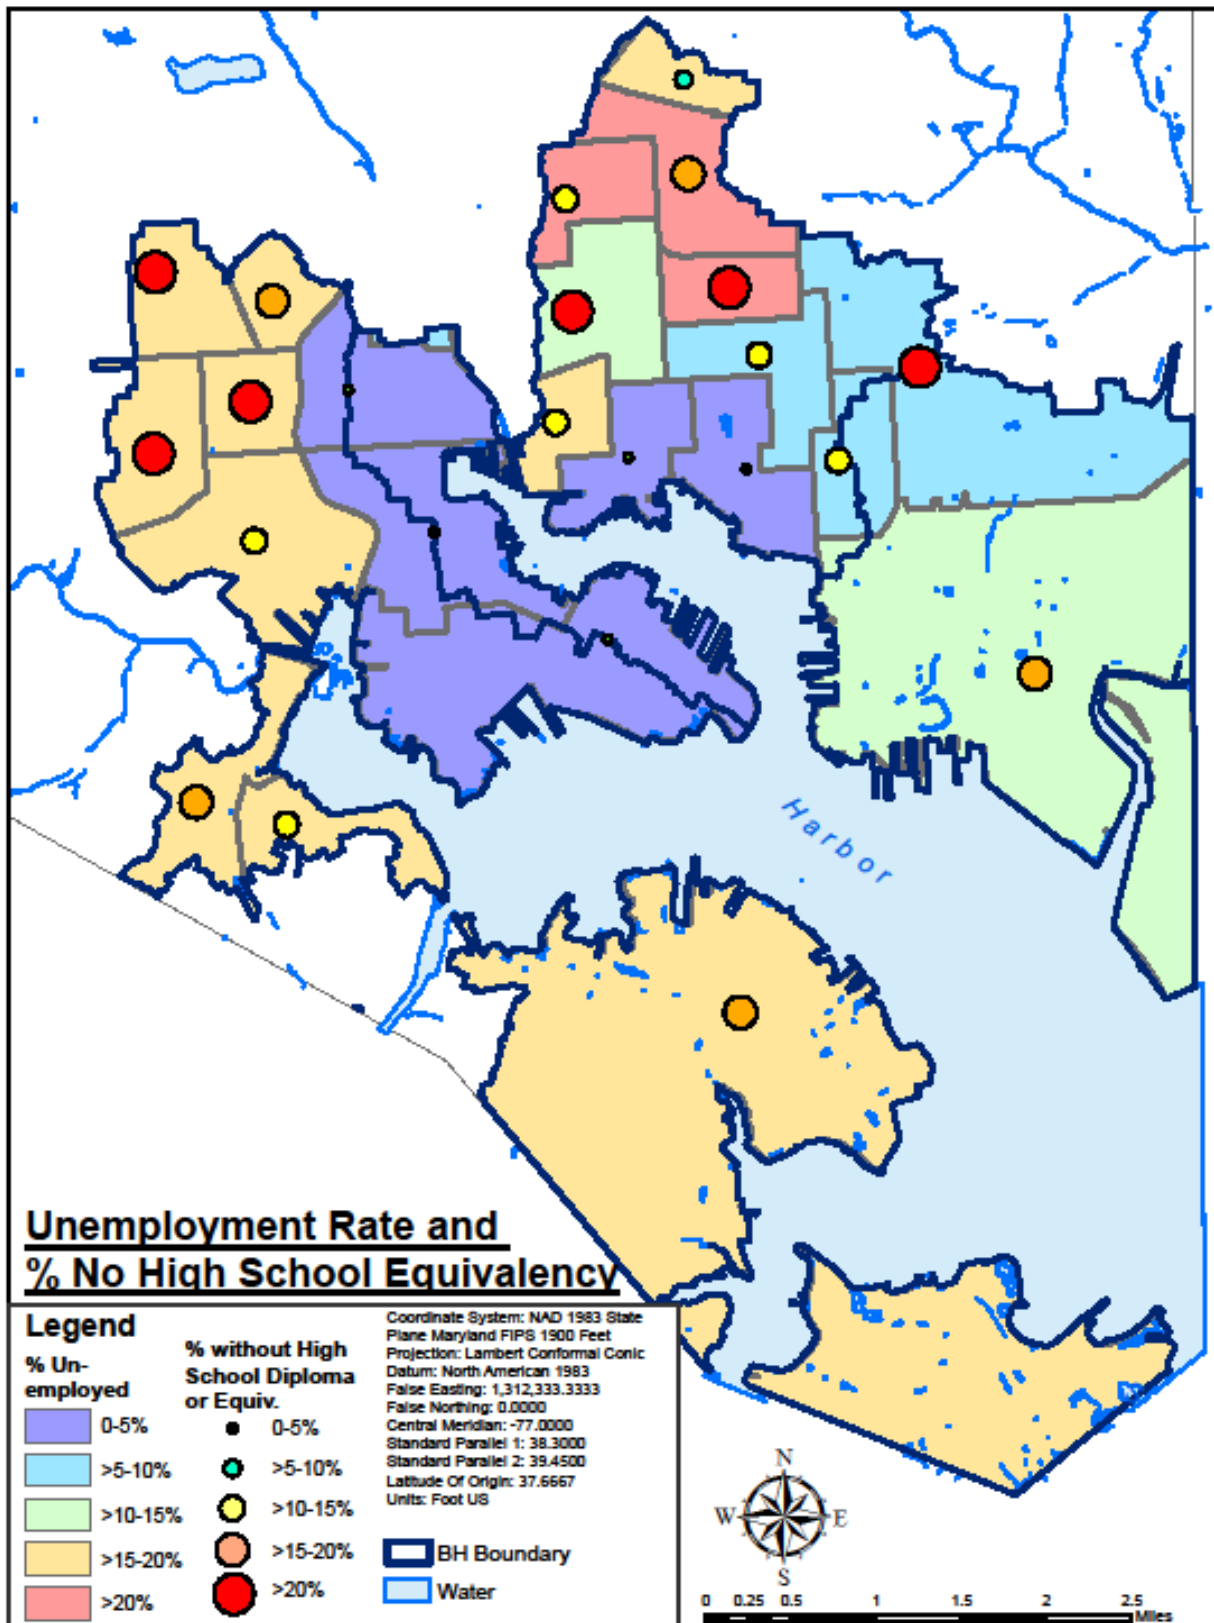 Harbor
Unemployment Rate and
% No High School Equivalency
Legend
% Un-
employed
0-5%
>5-10%
>10-15%
>15-20%
>20%
% without High
School Diploma
or Equiv.
0-5%
>5-10%
>10-15%
>15-20%
>20%
Coordinate System: NAD 1983 State
Plane Maryland FIPS 1900 Feet
Projection: Lambert Conformal Conic
Datum: North American 1983
False Easting: 1,312,333.3333
False Northing: 0.0000
Central Meridian: -77.0000
Standard Parallel 1: 38.3000
Standard Parallel 2: 39.4500
Latitude Of Origin: 37.6667
Units: Foot US
BH Boundary
Water
N
W E
S
0 0.25 0.5 1 1.5 2 2.5
Miles